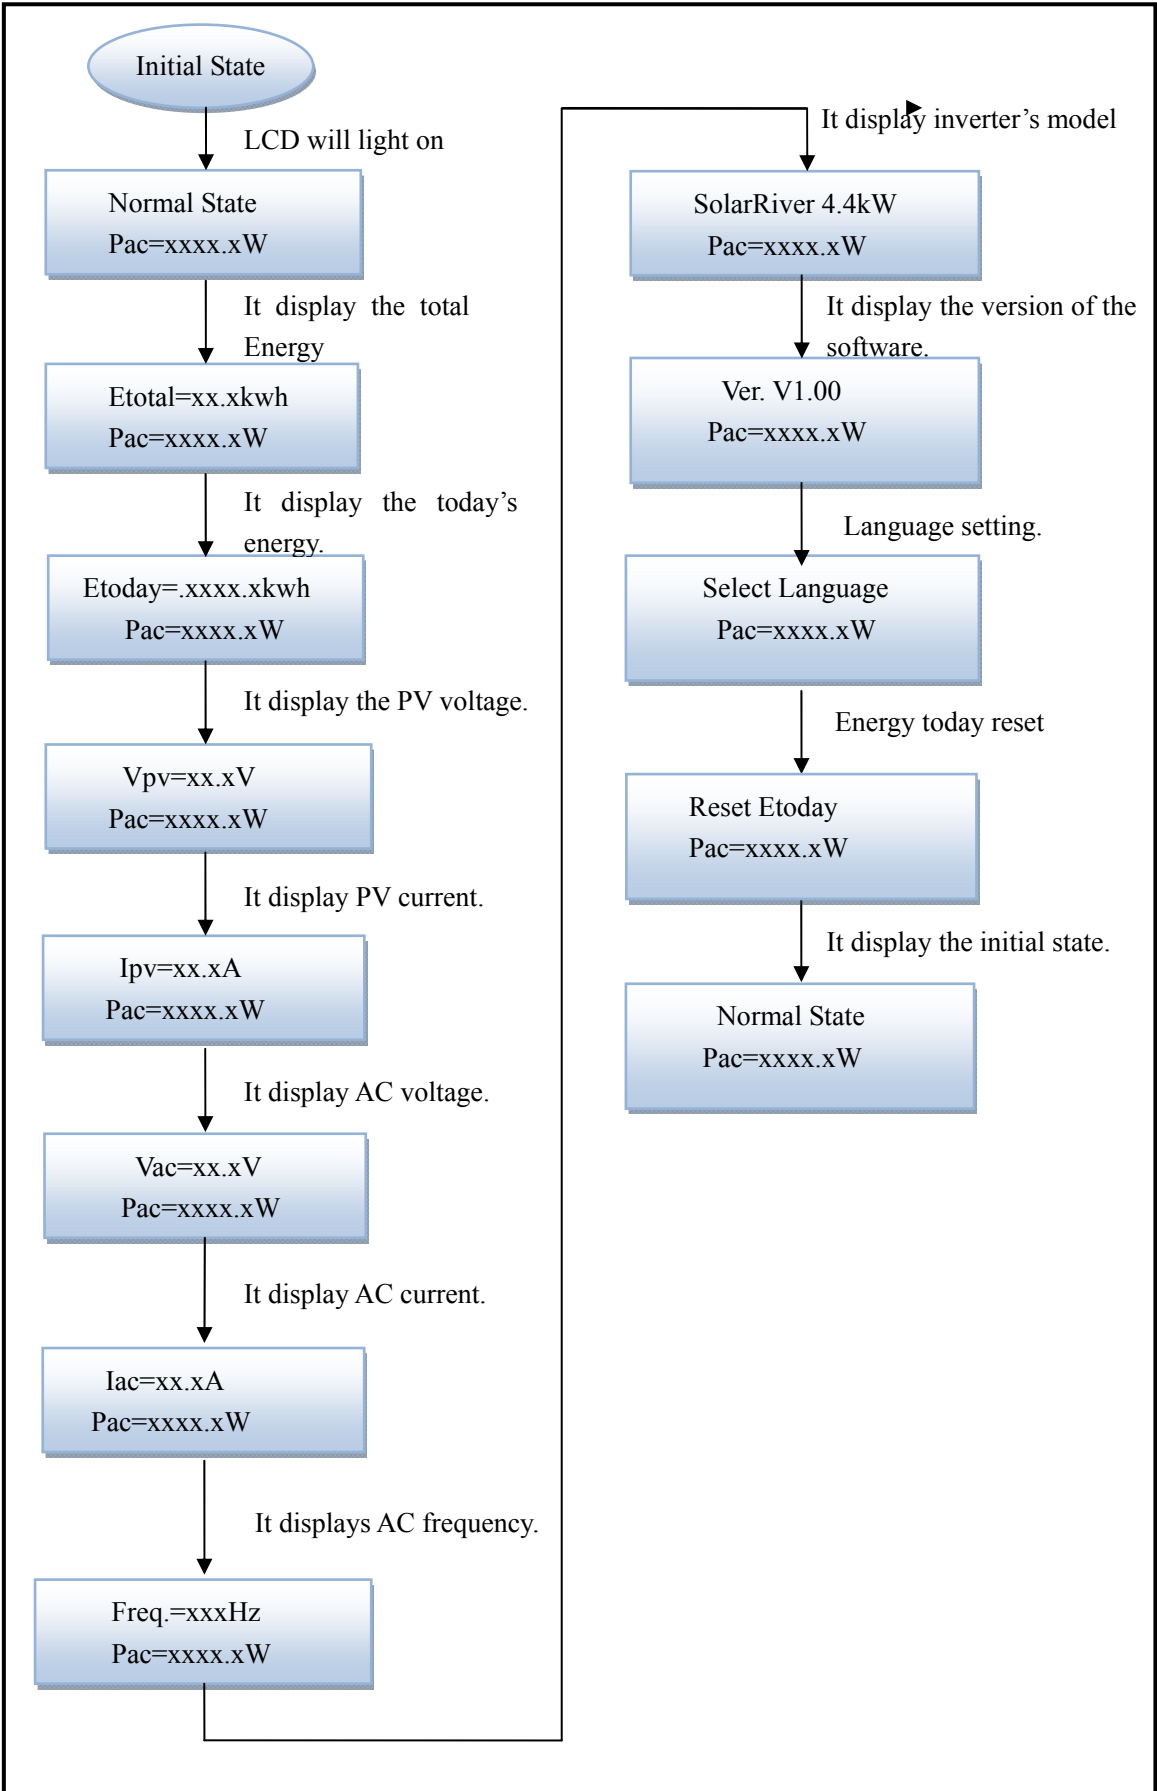 Initial State
LCD will light on
Normal State
Pac=xxxx.xW
It display the total
Energy
Etotal=xx.xkwh
Pac=xxxx.xW
It display the today’s
energy.
Etoday=.xxxx.xkwh
Pac=xxxx.xW
It display the PV voltage.
Vpv=xx.xV
Pac=xxxx.xW
It display PV current.
Ipv=xx.xA
Pac=xxxx.xW
It display AC voltage.
Vac=xx.xV
Pac=xxxx.xW
It display AC current.
Iac=xx.xA
Pac=xxxx.xW
It displays AC frequency.
Freq.=xxxHz
Pac=xxxx.xW
It display inverter’s model
SolarRiver 4.4kW
Pac=xxxx.xW
It display the version of the
software.
Ver. V1.00
Pac=xxxx.xW
Language setting.
Select Language
Pac=xxxx.xW
Energy today reset
Reset Etoday
Pac=xxxx.xW
It display the initial state.
Normal State
Pac=xxxx.xW